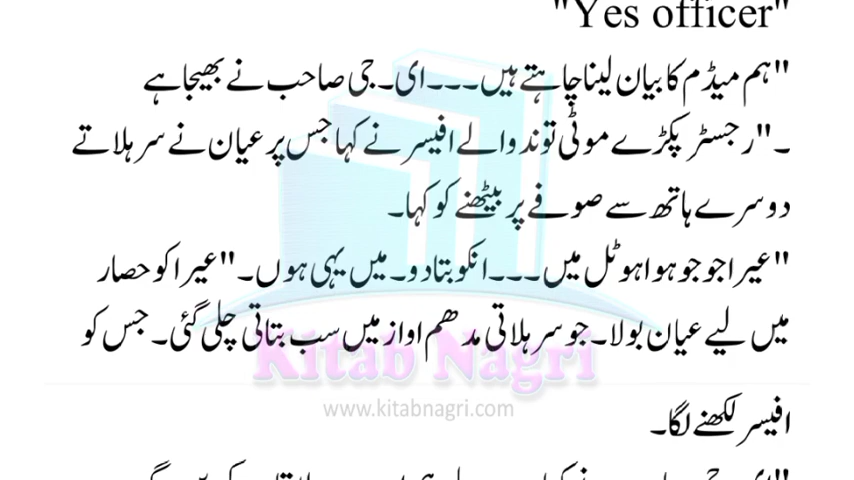 "Yes officer"
"ہم میڈم کا بیان لینا چاہتے ہیں۔۔۔ای۔جی صاحب نے بھیجا ہے
۔"رجسٹر پکڑے موٹی توند والے افیسر نے کہا جس پر عیان نے سر ہلاتے
دوسرے ہاتھ سے صوفے پر بیٹھنے کو کہا۔
"عیرا جو جو ہوا ہوٹل میں۔۔۔انکو بتا دو۔میں یہی ہوں۔"عیرا کو حصار
میں لیے عیان بولا۔جو سر ہلاتی مدھم اواز میں سب بتاتی چلی گئی۔جس کو
Kitab Nagri
www.kitabnagri.com
افیسر لکھنے لگا۔